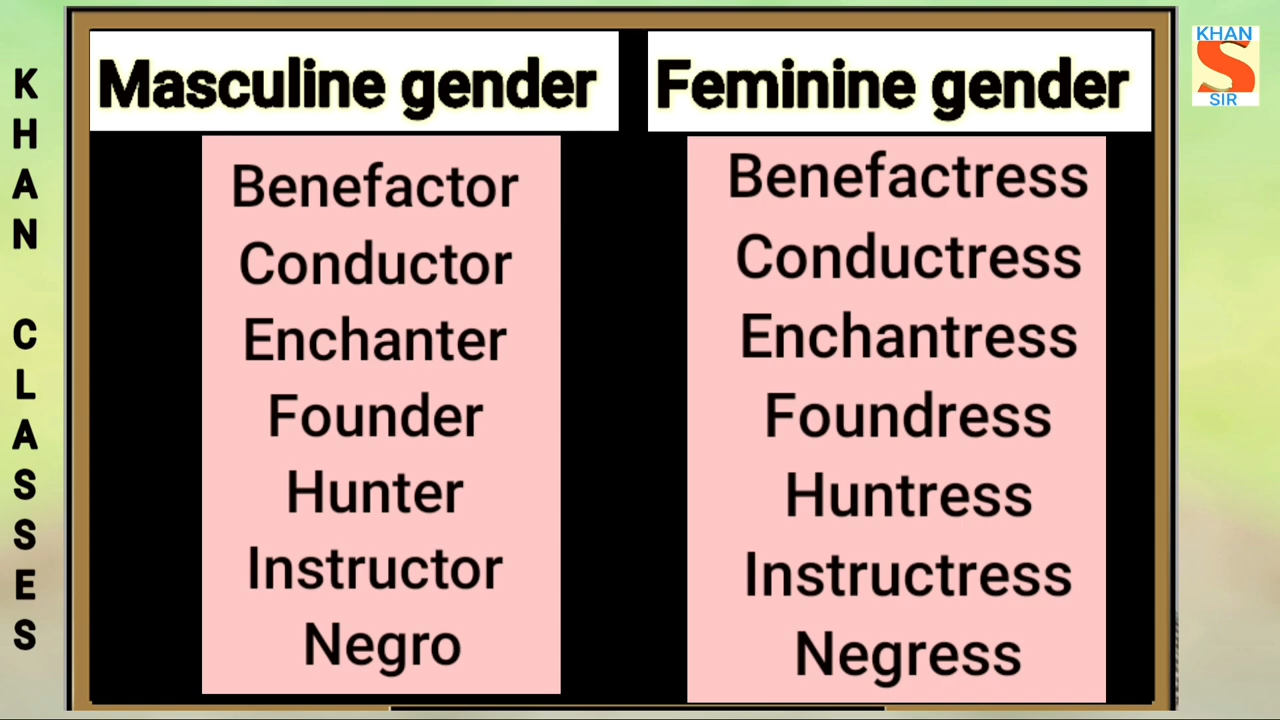 KHAN CLASSES
Masculine gender Feminine gender
Benefactor Benefactress
Conductor Conductress
Enchanter Enchantress
Founder Foundress
Hunter Huntress
Instructor Instructress
Negro Negress
KHAN
S
SIR